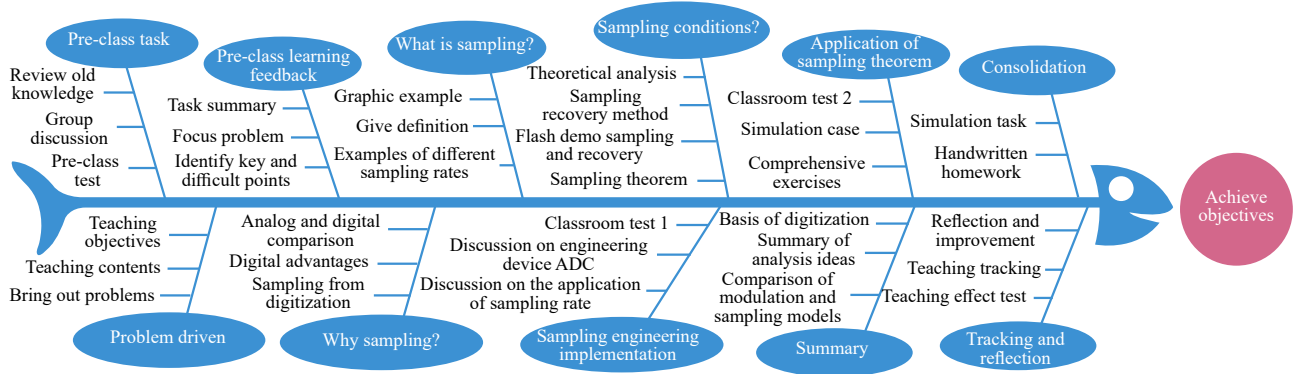 Pre-class task
Review old
knowledge
Group
discussion
Pre-class
test
Pre-class learning
feedback
Task summary
Focus problem
Identify key and
difficult points
What is sampling?
Graphic example
Give definition
Examples of different
sampling rates
Sampling conditions?
Theoretical analysis
Sampling
recovery method
Flash demo sampling
and recovery
Sampling theorem
Application of
sampling theorem
Classroom test 2
Simulation case
Comprehensive
exercises
Consolidation
Simulation task
Handwritten
homework
Achieve
objectives
Teaching
objectives
Teaching contents
Bring out problems
Problem driven
Analog and digital
comparison
Digital advantages
Sampling from
digitization
Why sampling?
Classroom test 1
Discussion on engineering
device ADC
Discussion on the application
of sampling rate
Sampling engineering
implementation
Basis of digitization
Summary of
analysis ideas
Comparison of
modulation and
sampling models
Summary
Reflection and
improvement
Teaching tracking
Teaching effect test
Tracking and
reflection